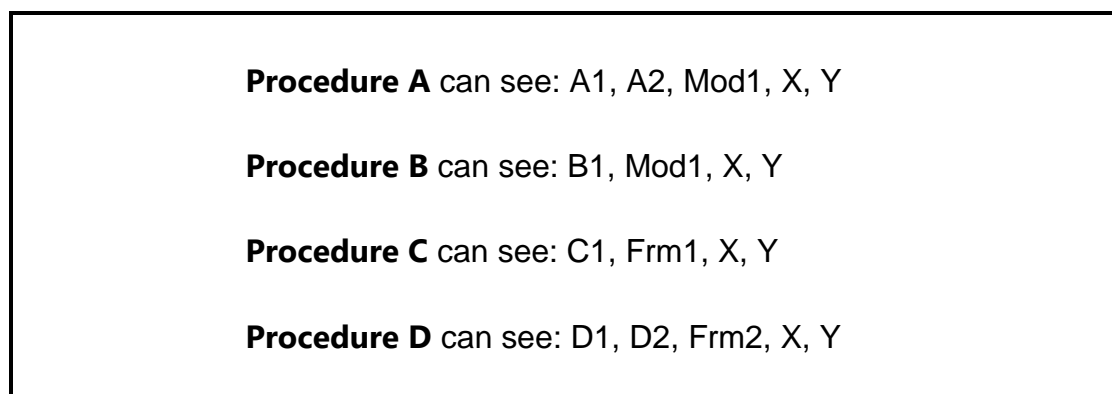 Procedure A can see: A1, A2, Mod1, X, Y
Procedure B can see: B1, Mod1, X, Y
Procedure C can see: C1, Frm1, X, Y
Procedure D can see: D1, D2, Frm2, X, Y